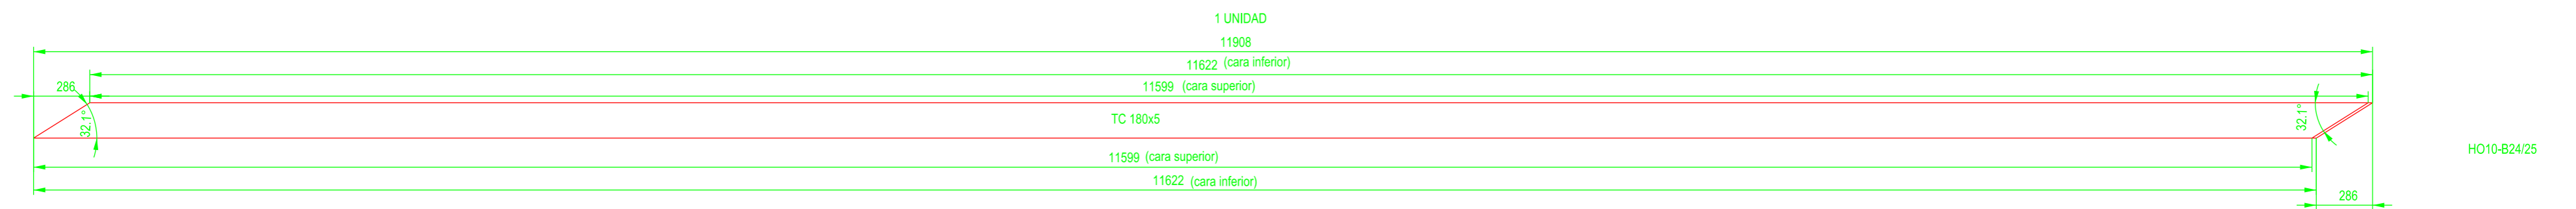 1 UNIDAD
11908
11622 (cara inferior)
286
11599 (cara superior)
32.1°
TC 180x5
32.1°
HO10-B24/25
11599 (cara superior)
11622 (cara inferior)
286